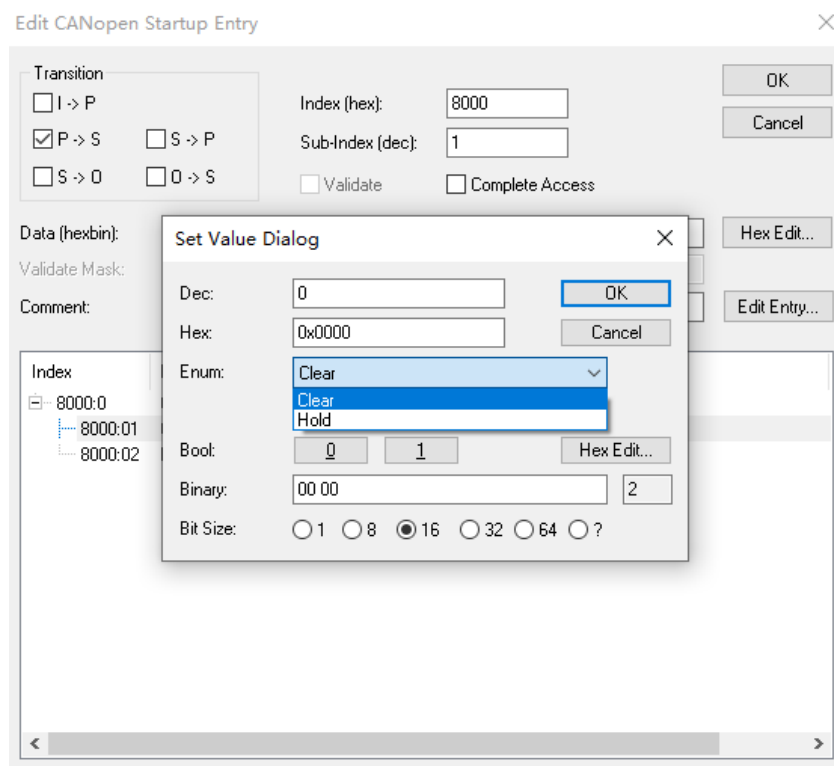 Edit CANopen Startup Entry
Transition
I -> P
P -> S
S -> P
S -> O
O -> S
Index (hex):
8000
Sub-Index (dec):
1
Validate
Complete Access
OK
Cancel
Data (hexbin):
Hex Edit...
Validate Mask:
Comment:
Edit Entry...
Set Value Dialog
Dec:
0
OK
Hex:
0x0000
Cancel
Enum:
Clear
Clear
Hold
Bool:
0
1
Hex Edit...
Binary:
00 00
2
Bit Size:
1
8
16
32
64
?
Index
8000:0
8000:01
8000:02